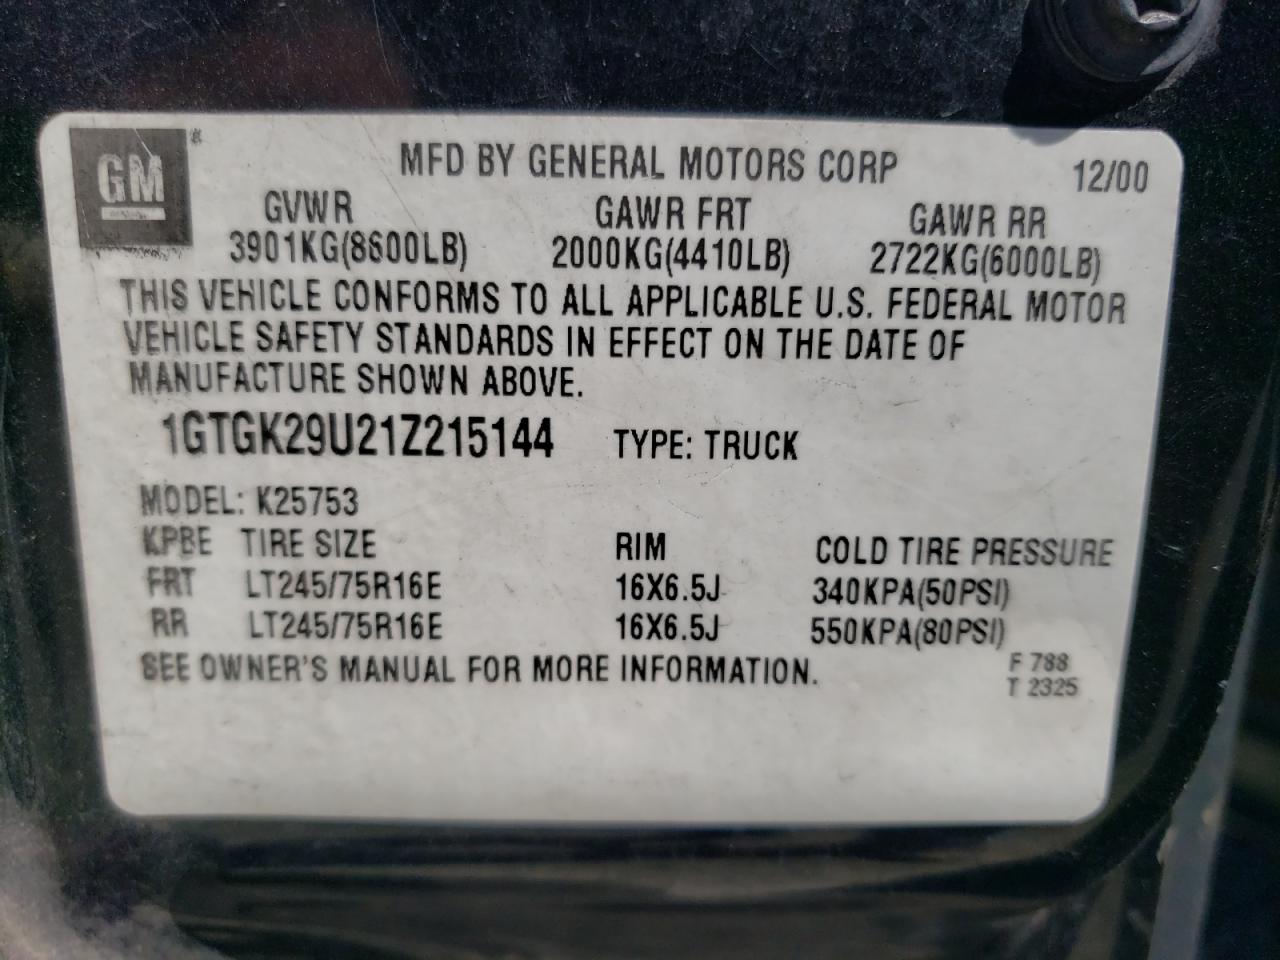 GM
MFD BY GENERAL MOTORS CORP 12/00
GVWR GAWR FRT GAWR RR
3901KG(8600LB) 2000KG(4410LB) 2722KG(6000LB)
THIS VEHICLE CONFORMS TO ALL APPLICABLE U.S. FEDERAL MOTOR
VEHICLE SAFETY STANDARDS IN EFFECT ON THE DATE OF
MANUFACTURE SHOWN ABOVE.
1GTGK29U21Z215144 TYPE: TRUCK
MODEL: K25753
KPBE TIRE SIZE RIM COLD TIRE PRESSURE
FRT LT245/75R16E 16X6.5J 340KPA(50PSI)
RR LT245/75R16E 16X6.5J 550KPA(80PSI)
SEE OWNER'S MANUAL FOR MORE INFORMATION.
F 788
T 2325